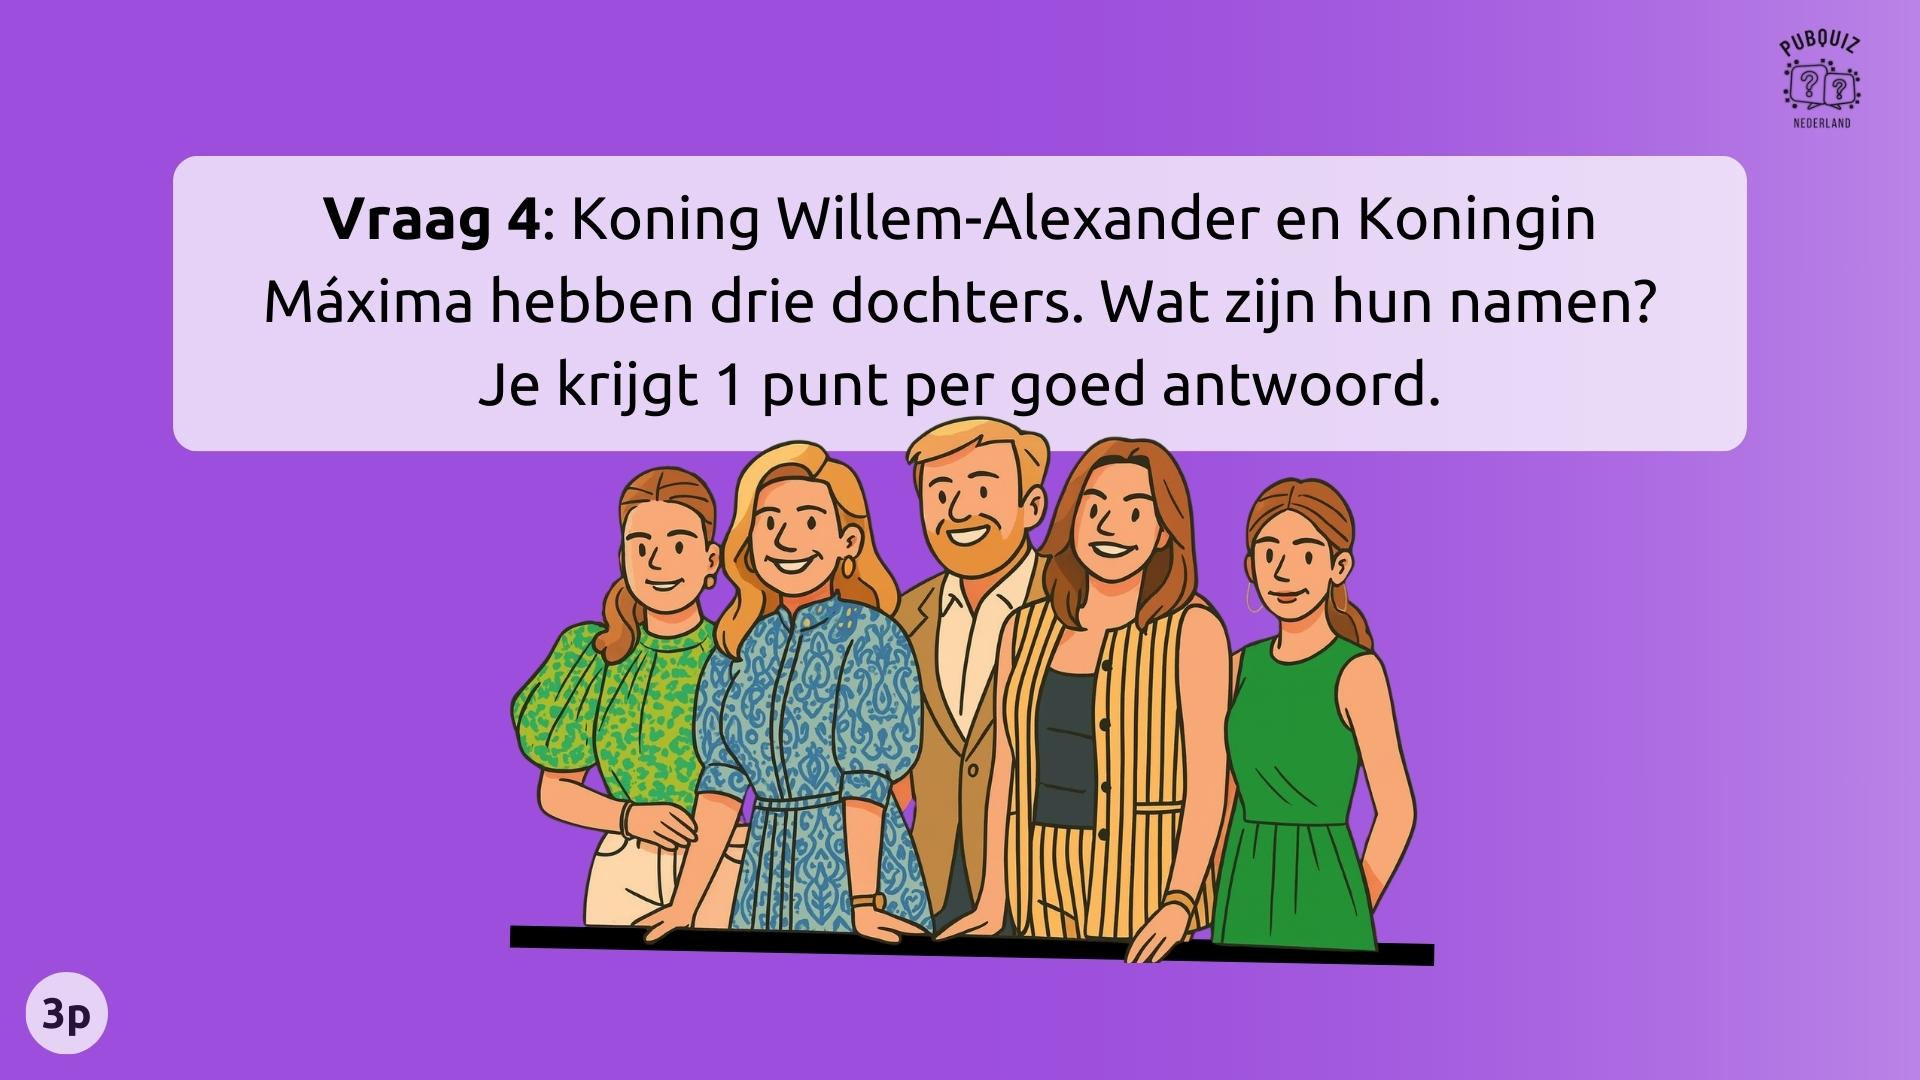 PUBQUIZ
? ?
NEDERLAND
Vraag 4: Koning Willem-Alexander en Koningin
Máxima hebben drie dochters. Wat zijn hun namen?
Je krijgt 1 punt per goed antwoord.
3p